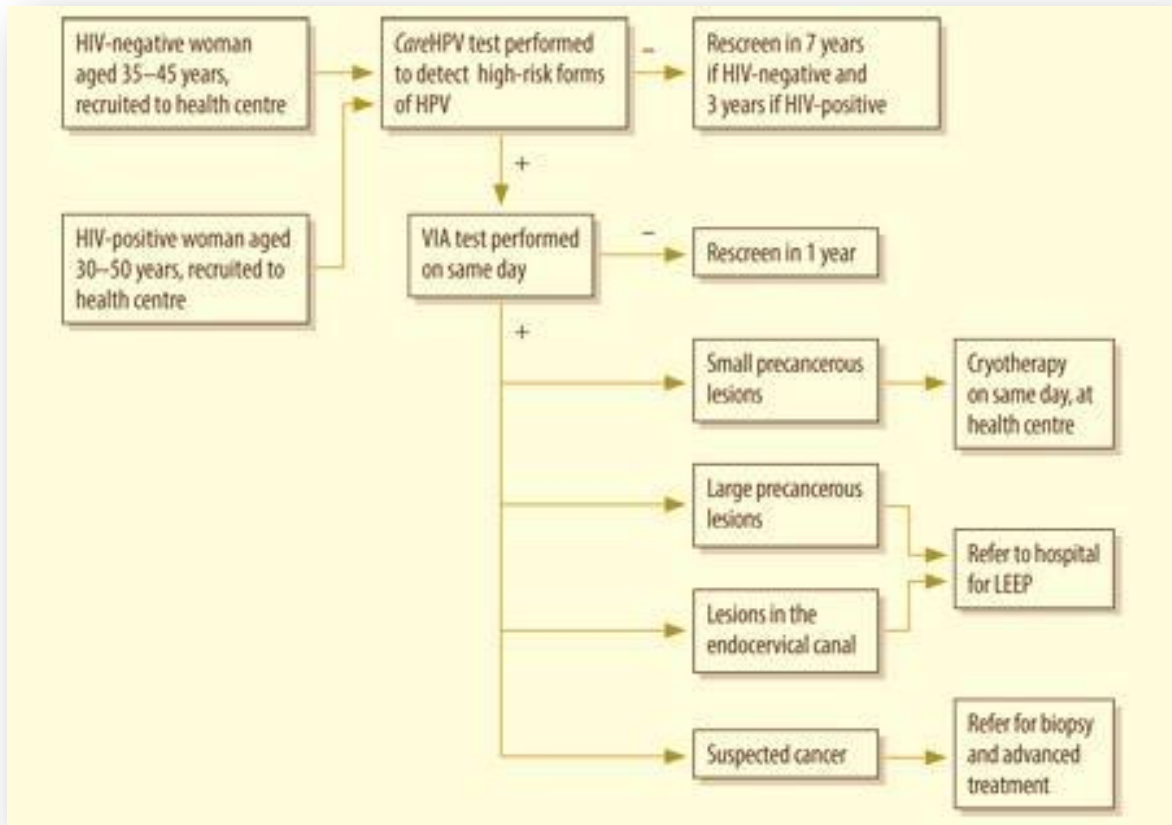 HIV-negative woman
aged 35–45 years,
recruited to health centre
CareHPV test performed
to detect high-risk forms
of HPV
–
Rescreen in 7 years
if HIV-negative and
3 years if HIV-positive
+
HIV-positive woman aged
30–50 years, recruited to
health centre
VIA test performed
on same day
–
Rescreen in 1 year
+
Small precancerous
lesions
Cryotherapy
on same day, at
health centre
Large precancerous
lesions
Refer to hospital
for LEEP
Lesions in the
endocervical canal
Suspected cancer
Refer for biopsy
and advanced
treatment